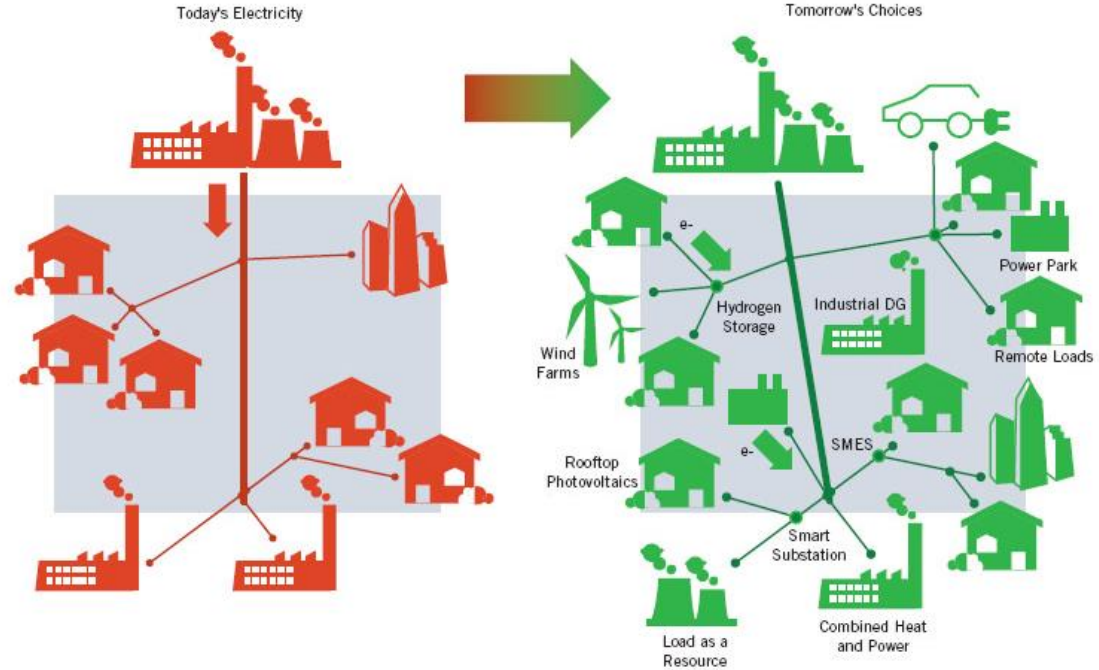 Today's Electricity
Tomorrow's Choices
e-
Power Park
Hydrogen
Storage
Industrial DG
Wind
Farms
Remote Loads
SMES
e-
Rooftop
Photovoltaics
Smart
Substation
Load as a
Resource
Combined Heat
and Power